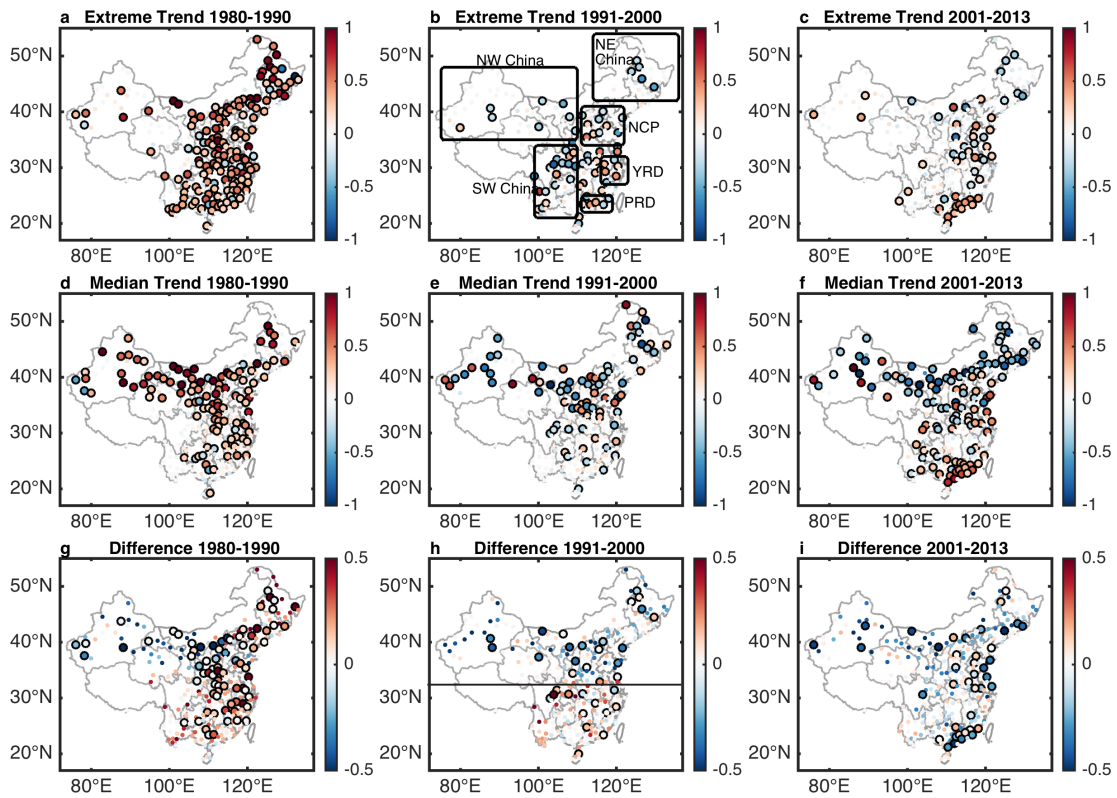 a Extreme Trend 1980-1990
50°N
40°N
30°N
20°N
80°E 100°E 120°E
1
0.5
0
-0.5
-1
b Extreme Trend 1991-2000
NW China
NE
China
NCP
YRD
SW China
PRD
50°N
40°N
30°N
20°N
80°E 100°E 120°E
1
0.5
0
-0.5
-1
c Extreme Trend 2001-2013
50°N
40°N
30°N
20°N
80°E 100°E 120°E
1
0.5
0
-0.5
-1
d Median Trend 1980-1990
50°N
40°N
30°N
20°N
80°E 100°E 120°E
1
0.5
0
-0.5
-1
e Median Trend 1991-2000
50°N
40°N
30°N
20°N
80°E 100°E 120°E
1
0.5
0
-0.5
-1
f Median Trend 2001-2013
50°N
40°N
30°N
20°N
80°E 100°E 120°E
1
0.5
0
-0.5
-1
g Difference 1980-1990
50°N
40°N
30°N
20°N
80°E 100°E 120°E
0.5
0
-0.5
h Difference 1991-2000
50°N
40°N
30°N
20°N
80°E 100°E 120°E
0.5
0
-0.5
i Difference 2001-2013
50°N
40°N
30°N
20°N
80°E 100°E 120°E
0.5
0
-0.5